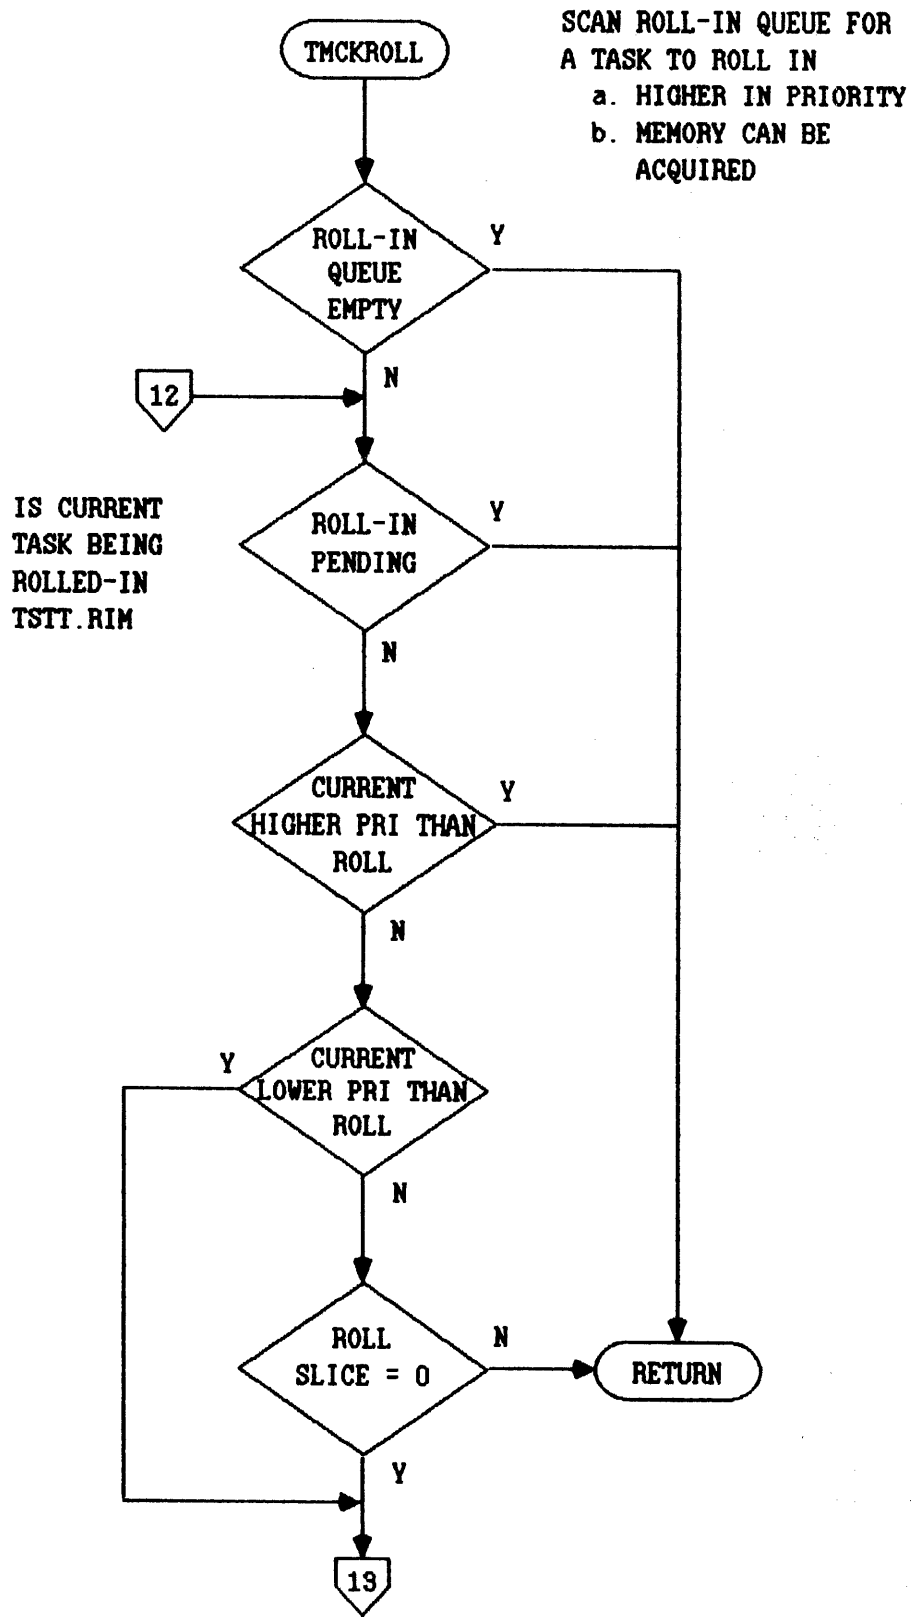 SCAN ROLL-IN QUEUE FOR
A TASK TO ROLL IN
a. HIGHER IN PRIORITY
b. MEMORY CAN BE
ACQUIRED
TMCKROLL
ROLL-IN
QUEUE
EMPTY
Y
N
12
IS CURRENT
TASK BEING
ROLLED-IN
TSTT.RIM
ROLL-IN
PENDING
Y
N
CURRENT
HIGHER PRI THAN
ROLL
Y
N
CURRENT
LOWER PRI THAN
ROLL
Y
N
ROLL
SLICE = 0
N
RETURN
Y
13